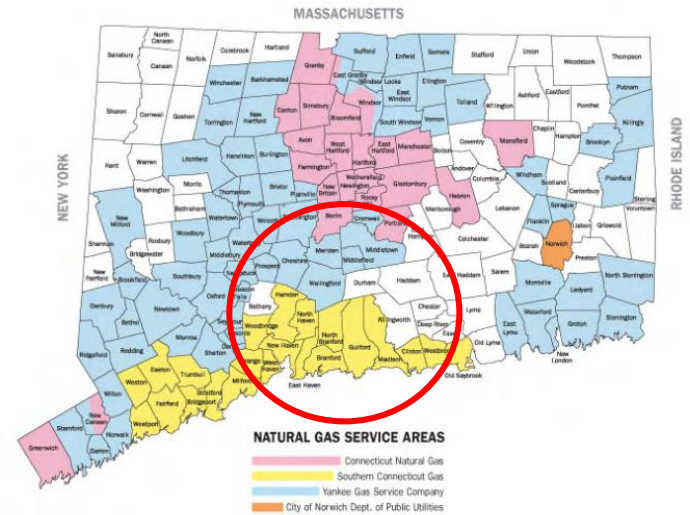 MASSACHUSETTS
NEW YORK
RHODE ISLAND
North Canaan
Salisbury
Canaan
Norfolk
Colebrook
Hartland
Granby
Suffield
Enfield
Somers
Stafford
Union
Woodstock
Thompson
East Granby
Windsor Locks
Winchester
Barkhamsted
East Windsor
Ellington
Willington
Ashford
Eastford
Pomfret
Putnam
Sharon
Cornwall
Goshen
Torrington
New Hartford
Canton
Simsbury
Bloomfield
Windsor
South Windsor
Vernon
Tolland
Chaplin
Hampton
Brooklyn
Killingly
Mansfield
Coventry
Avon
West Hartford
East Hartford
Manchester
Bolton
Andover
Columbia
Kent
Warren
Litchfield
Harwinton
Burlington
Farmington
Hartford
Wethersfield
Newington
Glastonbury
Hebron
Windham
Scotland
Canterbury
Plainfield
Sterling
Voluntown
Washington
Morris
Bethlehem
Thomaston
Plymouth
Bristol
Plainville
New Britain
Rocky
Berlin
Cromwell
Portland
Marlborough
Lebanon
Sprague
Franklin
Lisbon
Griswold
Norwich
Bozrah
Preston
New Milford
Sherman
Roxbury
Bridgewater
Woodbury
Watertown
Middlebury
Prospect
Cheshire
Meriden
Middletown
Middlefield
Colchester
Salem
Haddam
Haddam
Durham
Wallingford
New Fairfield
Brookfield
Southbury
Oxford
Bethany
Hamden
North Haven
Killingworth
Chester
Deep River
Lyme
Montville
Ledyard
North Stonington
Stonington
Groton
Waterford
East Lyme
Old Lyme
New London
Danbury
Bethel
Newtown
Monroe
Shelton
Woodbridge
New Haven
North Branford
Branford
Guilford
Madison
Clinton
Westbrook
Old Saybrook
East Haven
Ridgefield
Redding
Easton
Trumbull
Weston
Fairfield
Stratford
Bridgeport
Westport
Wilton
New Canaan
Norwalk
Darien
Stamford
Greenwich
NATURAL GAS SERVICE AREAS
Connecticut Natural Gas
Southern Connecticut Gas
Yankee Gas Service Company
City of Norwich Dept. of Public Utilities